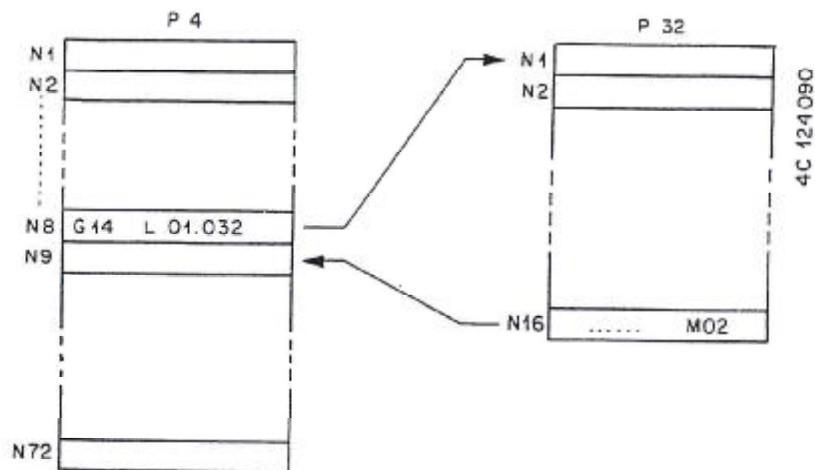 P 4
N1
N2
N8 G14 L 01.032
N9
N72
P 32
N1
N2
N16 ...... M02
4C 124090